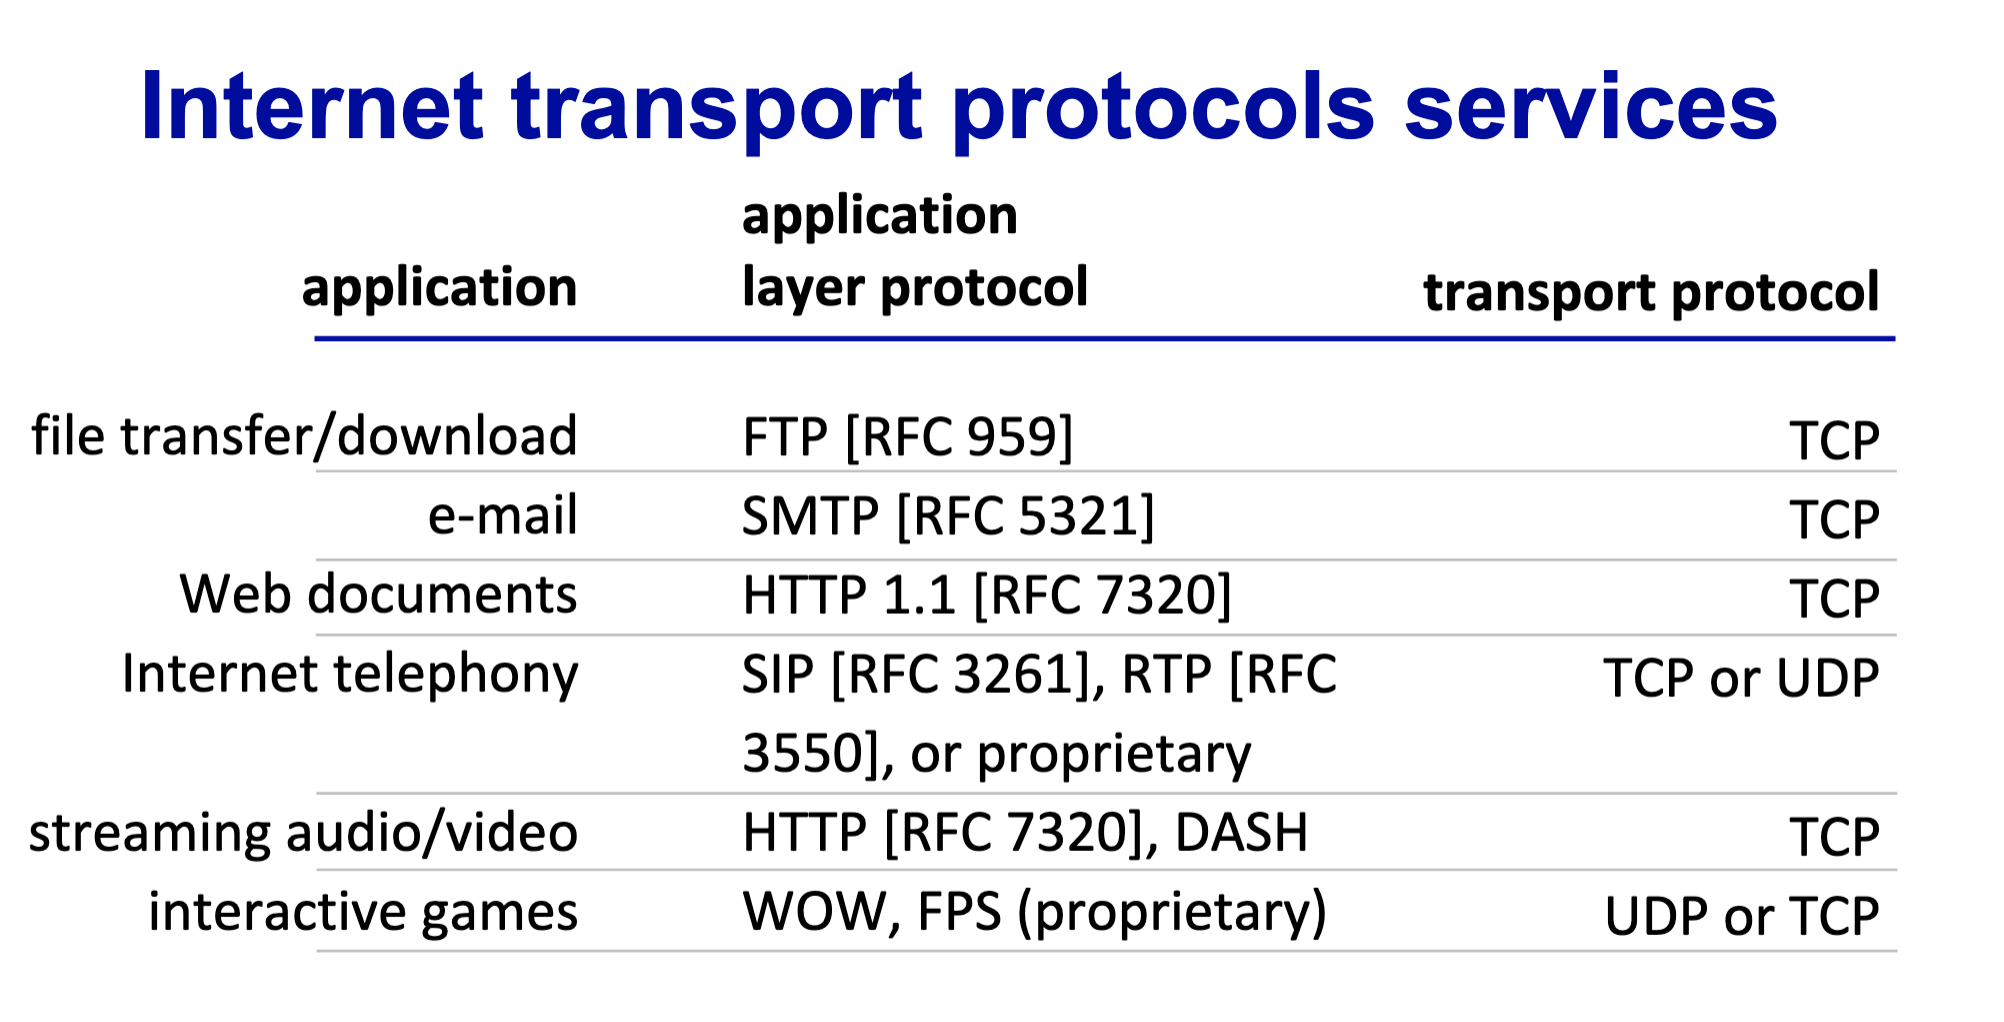 Internet transport protocols services
application
application
layer protocol
transport protocol
file transfer/download
FTP [RFC 959]
TCP
e-mail
SMTP [RFC 5321]
TCP
Web documents
HTTP 1.1 [RFC 7320]
TCP
Internet telephony
SIP [RFC 3261], RTP [RFC
3550], or proprietary
TCP or UDP
streaming audio/video
HTTP [RFC 7320], DASH
TCP
interactive games
WOW, FPS (proprietary)
UDP or TCP